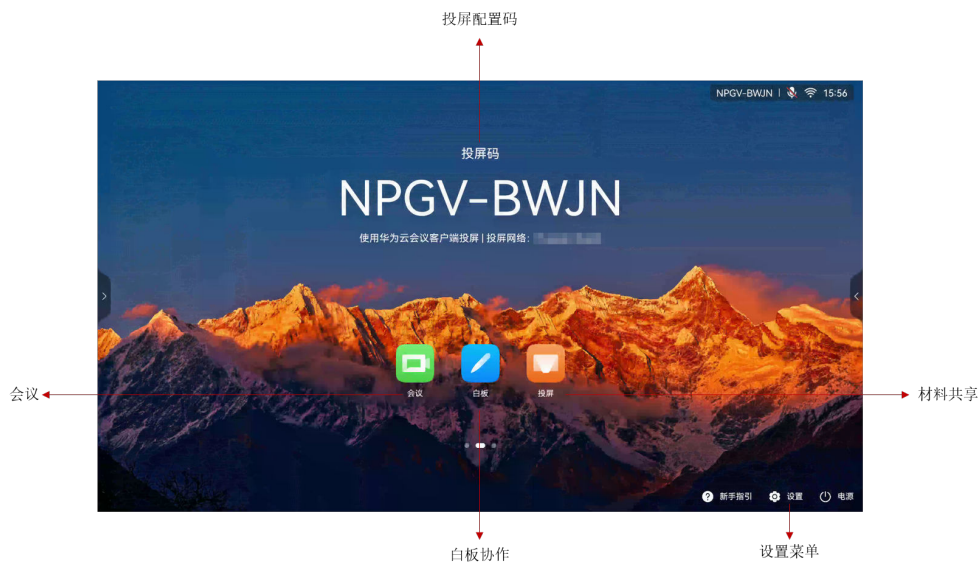 投屏配置码
NPGV-BWJN | 15:56
投屏码
NPGV-BWJN
使用华为云会议客户端投屏 | 投屏网络：
会议 白板 投屏
会议
材料共享
? 新手指引 设置 电源
白板协作
设置菜单